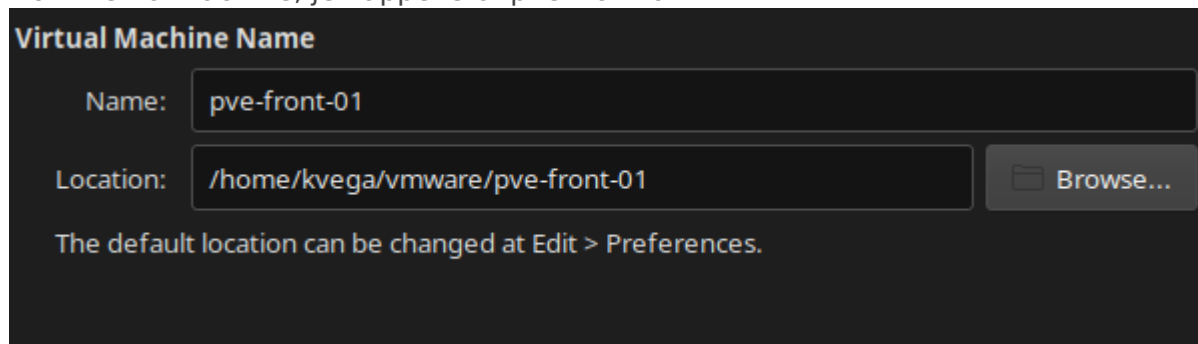 Virtual Machine Name
Name: pve-front-01
Location: /home/kvega/vmware/pve-front-01 Browse...
The default location can be changed at Edit > Preferences.